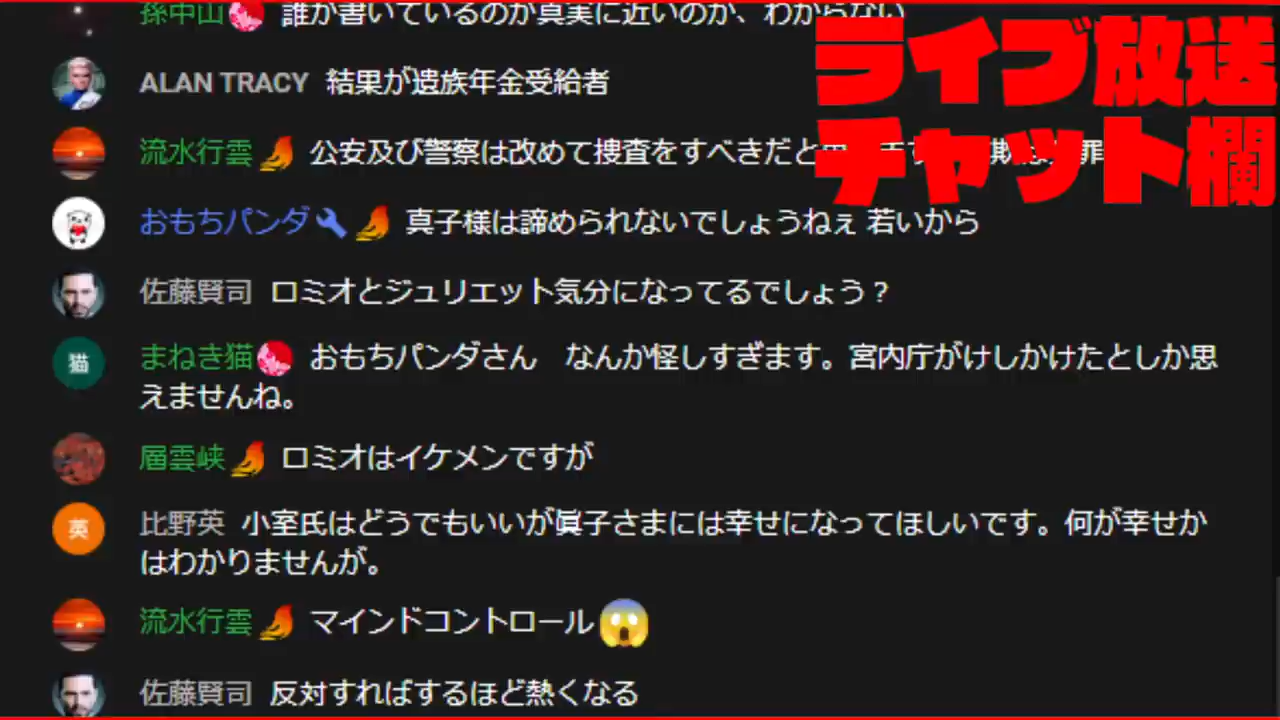 孫中山 誰が書いているのが真実に近いのか、わからない
ライブ放送
チャット欄
ALAN TRACY 結果が遺族年金受給者
流水行雲 公安及び警察は改めて捜査をすべきだと
おもちパンダ 真子様は諦められないでしょうねぇ 若いから
佐藤賢司 ロミオとジュリエット気分になってるでしょう？
猫 まねき猫 おもちパンダさん　なんか怪しすぎます。宮内庁がけしかけたとしか思
えませんね。
層雲峡 ロミオはイケメンですが
英 比野英 小室氏はどうでもいいが眞子さまには幸せになってほしいです。何が幸せか
はわかりませんが。
流水行雲 マインドコントロール😱
佐藤賢司 反対すればするほど熱くなる